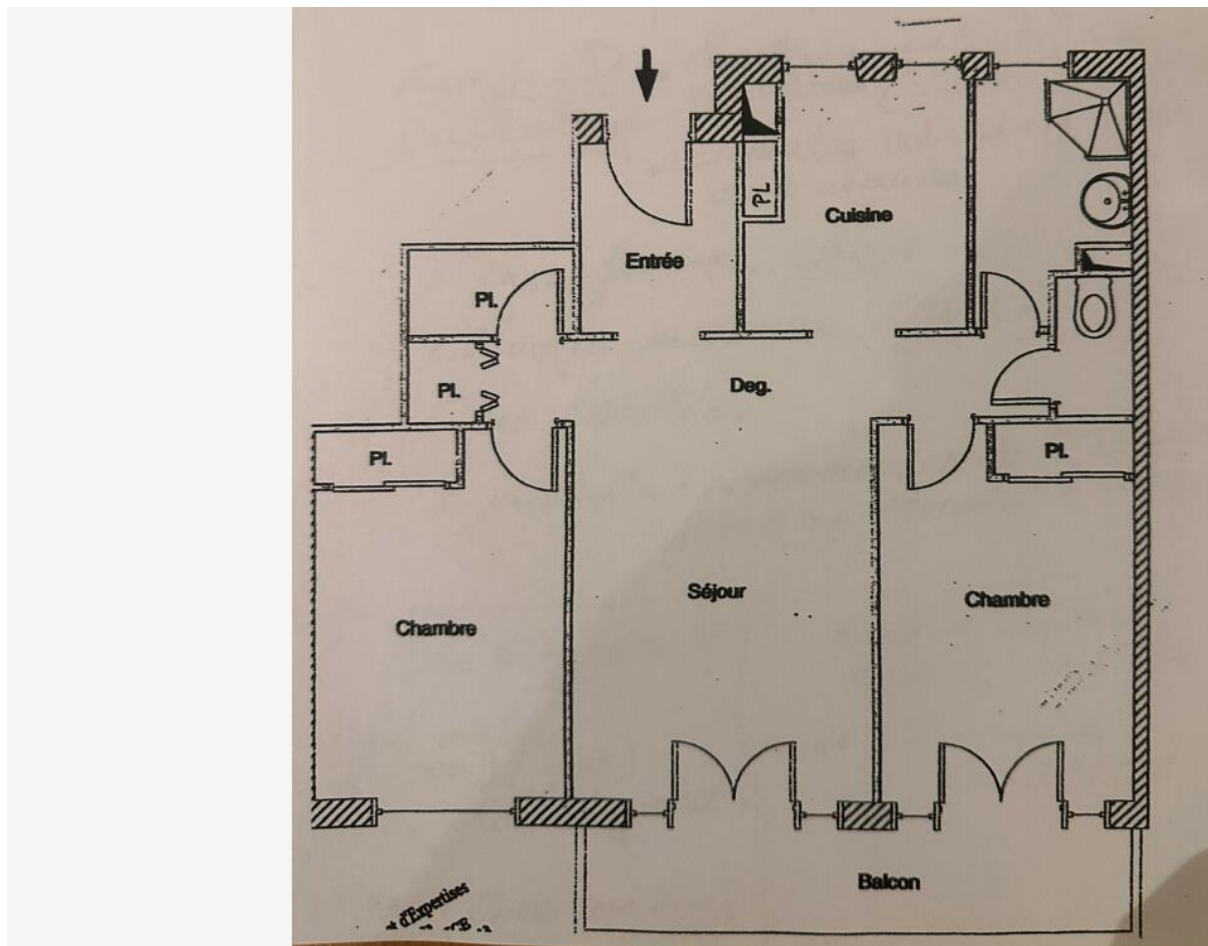 PL
Cuisine
Entrée
Pl.
Pl.
Deg.
Pl.
Pl.
Séjour
Chambre
Chambre
Balcon
d'Expertises